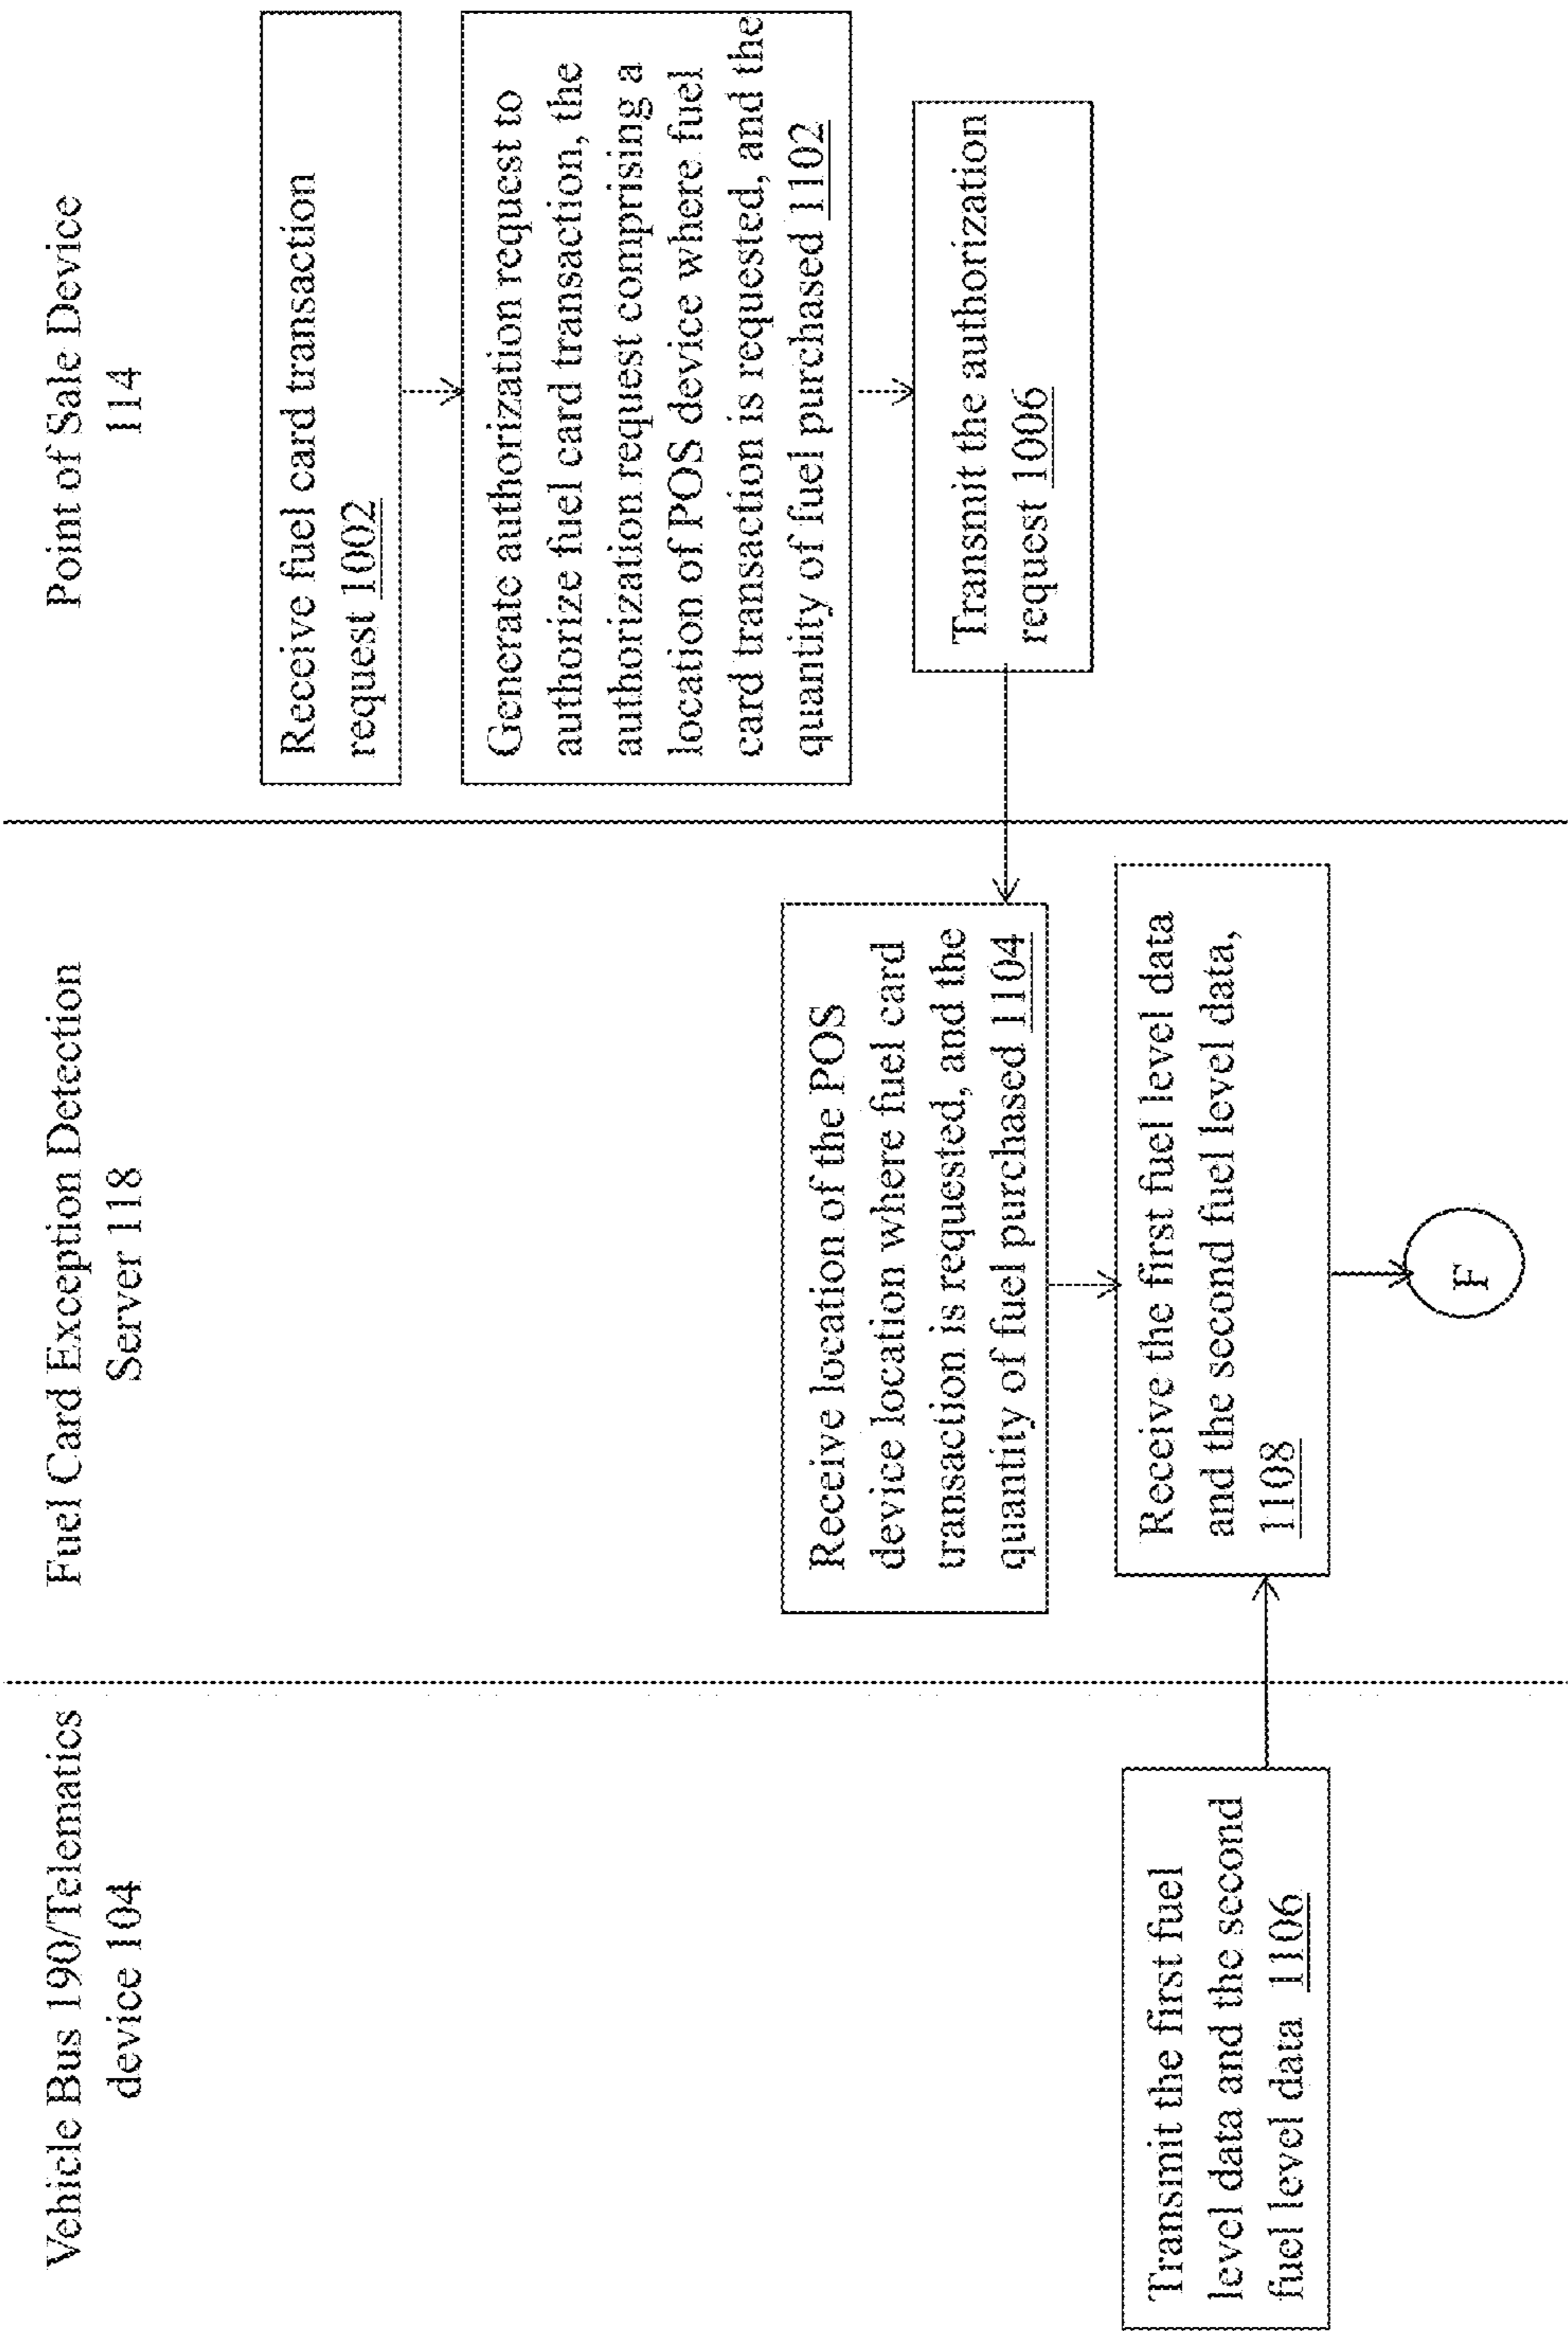 Vehicle Bus 190/Telematics
device 104
Fuel Card Exception Detection
Server 118
Point of Sale Device
114
Receive fuel card transaction
request 1002
Generate authorization request to
authorize fuel card transaction, the
authorization request comprising a
location of POS device where fuel
card transaction is requested, and the
quantity of fuel purchased 1102
Transmit the authorization
request 1006
Receive location of the POS
device location where fuel card
transaction is requested, and the
quantity of fuel purchased 1104
Transmit the first fuel
level data and the second
fuel level data 1106
Receive the first fuel level data
and the second fuel level data,
1108
F